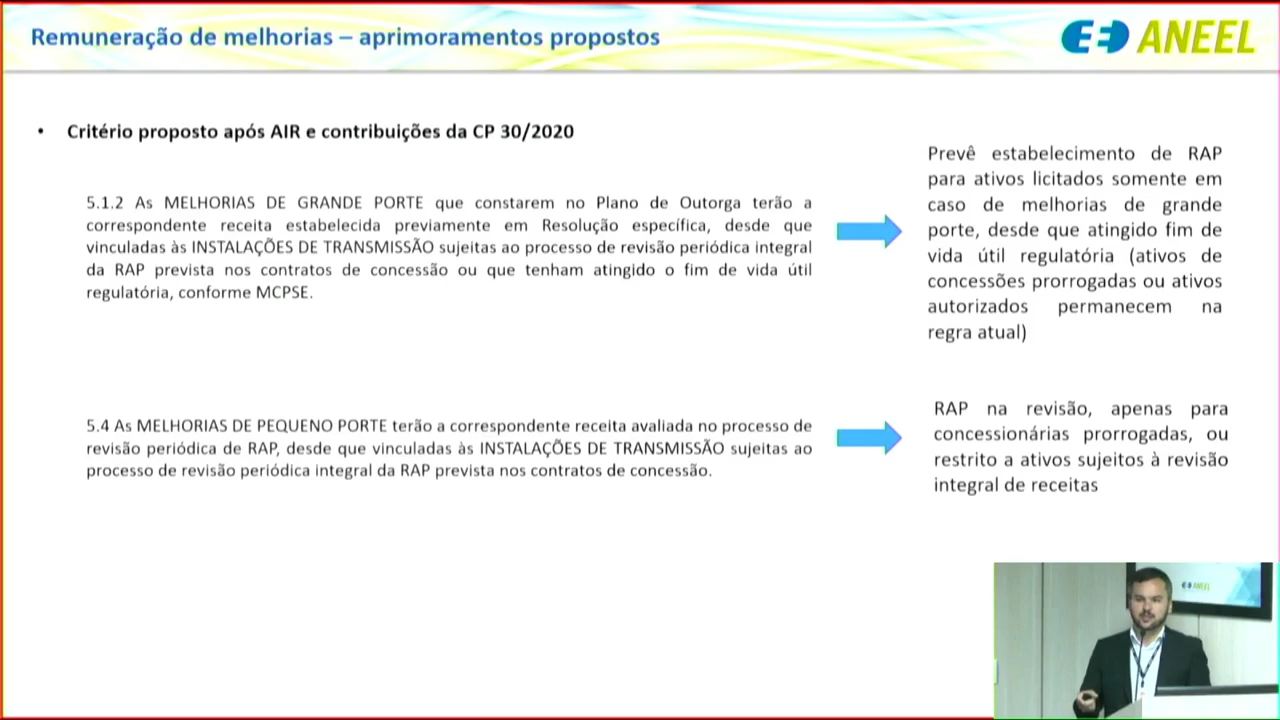 Remuneração de melhorias – aprimoramentos propostos
ANEEL
• Critério proposto após AIR e contribuições da CP 30/2020
5.1.2 As MELHORIAS DE GRANDE PORTE que constarem no Plano de Outorga terão a
correspondente receita estabelecida previamente em Resolução específica, desde que
vinculadas às INSTALAÇÕES DE TRANSMISSÃO sujeitas ao processo de revisão periódica integral
da RAP prevista nos contratos de concessão ou que tenham atingido o fim de vida útil
regulatória, conforme MCPSE.
Prevê estabelecimento de RAP
para ativos licitados somente em
caso de melhorias de grande
porte, desde que atingido fim de
vida útil regulatória (ativos de
concessões prorrogadas ou ativos
autorizados permanecem na
regra atual)
5.4 As MELHORIAS DE PEQUENO PORTE terão a correspondente receita avaliada no processo de
revisão periódica de RAP, desde que vinculadas às INSTALAÇÕES DE TRANSMISSÃO sujeitas ao
processo de revisão periódica integral da RAP prevista nos contratos de concessão.
RAP na revisão, apenas para
concessionárias prorrogadas, ou
restrito a ativos sujeitos à revisão
integral de receitas
ANEEL